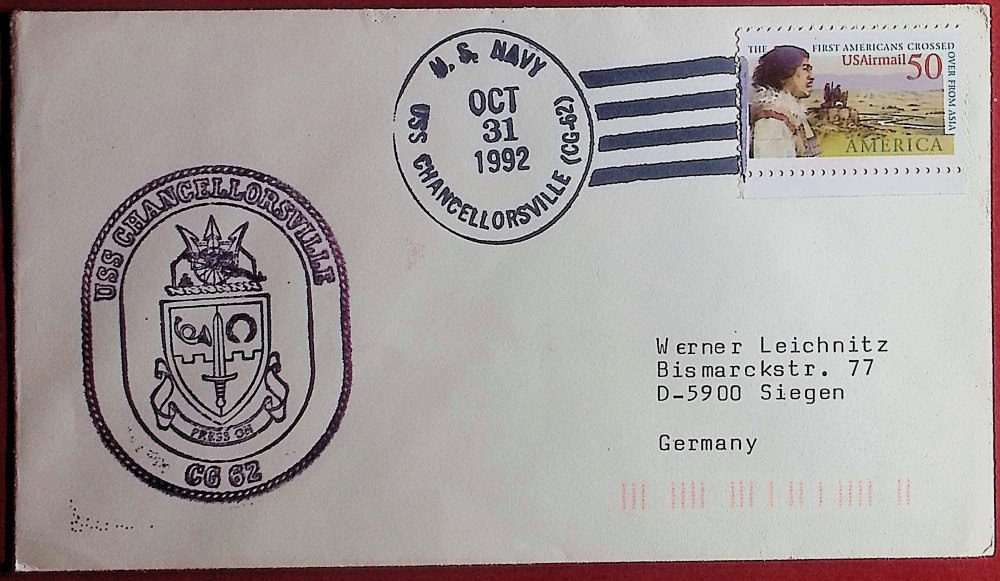 U.S. NAVY
OCT
31
1992
USS CHANCELLORSVILLE (CG-62)
THE FIRST AMERICANS CROSSED
OVER FROM ASIA
USAirmail 50
AMERICA
USS CHANCELLORSVILLE
PRESS ON
CG 62
Werner Leichnitz
Bismarckstr. 77
D-5900 Siegen
Germany